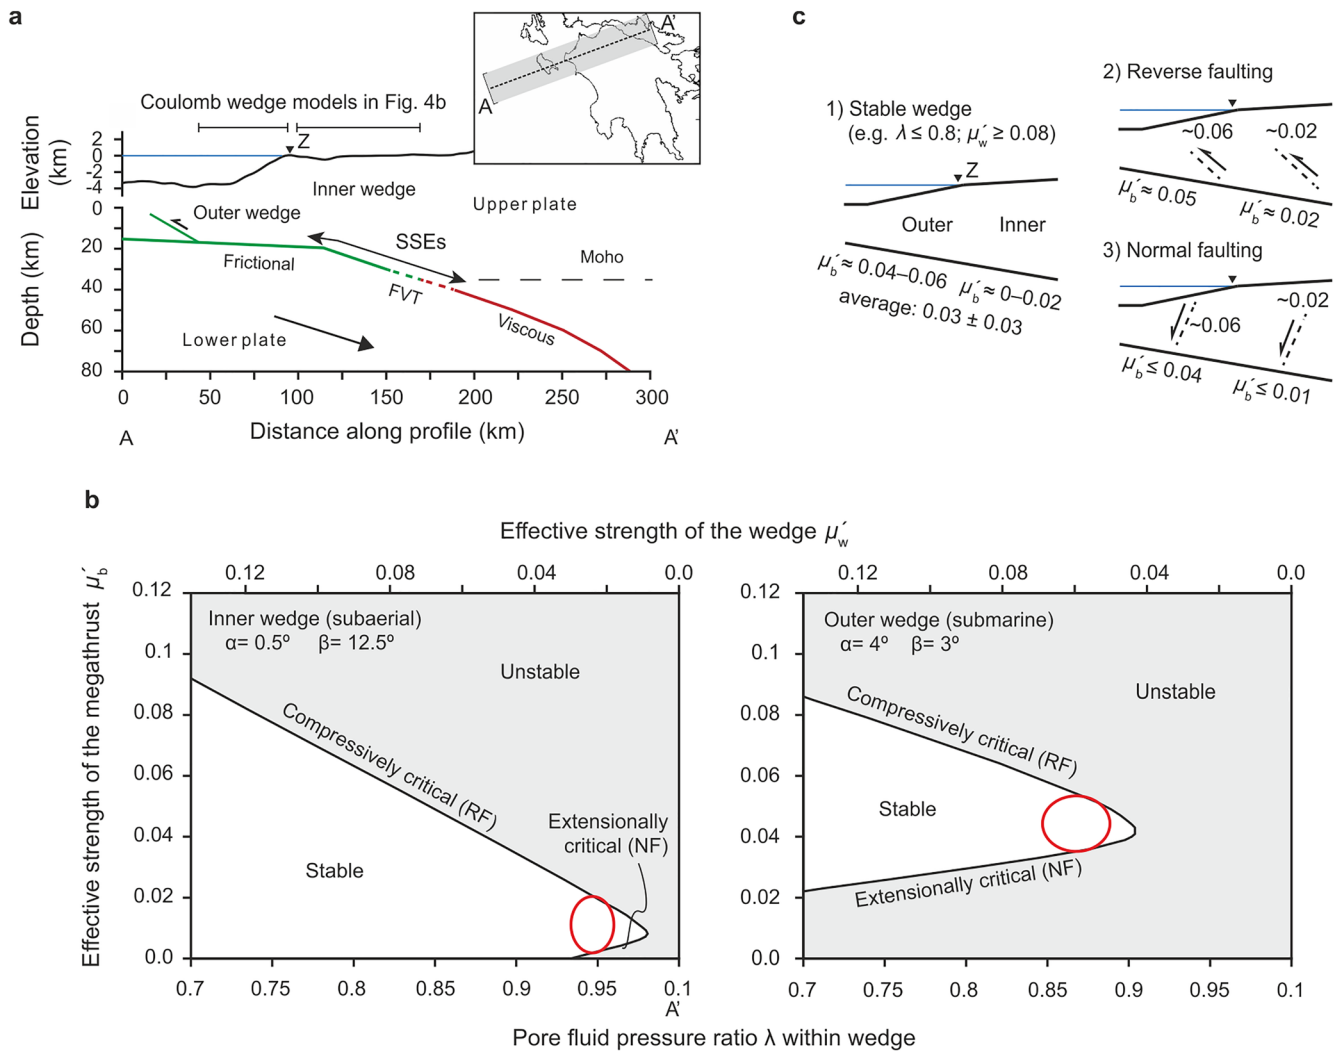 a
Coulomb wedge models in Fig. 4b
A
A'
Elevation (km)
2
0
-2
-4
Z
Inner wedge
Upper plate
Depth (km)
0
20
40
60
80
Outer wedge
SSEs
Frictional
Moho
FVT
Viscous
Lower plate
0
50
100
150
200
250
300
A
Distance along profile (km)
A'
c
1) Stable wedge
(e.g. λ ≤ 0.8; μ′w ≥ 0.08)
Z
Outer
Inner
μ′b ≈ 0.04–0.06
μ′b ≈ 0–0.02
average: 0.03 ± 0.03
2) Reverse faulting
~0.06
~0.02
μ′b ≈ 0.05
μ′b ≈ 0.02
3) Normal faulting
~0.02
~0.06
μ′b ≤ 0.04
μ′b ≤ 0.01
b
Effective strength of the wedge μ′w
Effective strength of the megathrust μ′b
0.12
0.08
0.04
0.0
0.12
0.1
0.08
0.06
0.04
0.02
0.0
Inner wedge (subaerial)
α= 0.5º β= 12.5º
Unstable
Compressively critical (RF)
Extensionally
critical (NF)
Stable
0.7
0.75
0.8
0.85
0.9
0.95
0.1
A'
0.12
0.08
0.04
0.0
0.12
0.1
0.08
0.06
0.04
0.02
0.0
Outer wedge (submarine)
α= 4º β= 3º
Unstable
Compressively critical (RF)
Stable
Extensionally critical (NF)
0.7
0.75
0.8
0.85
0.9
0.95
0.1
Pore fluid pressure ratio λ within wedge